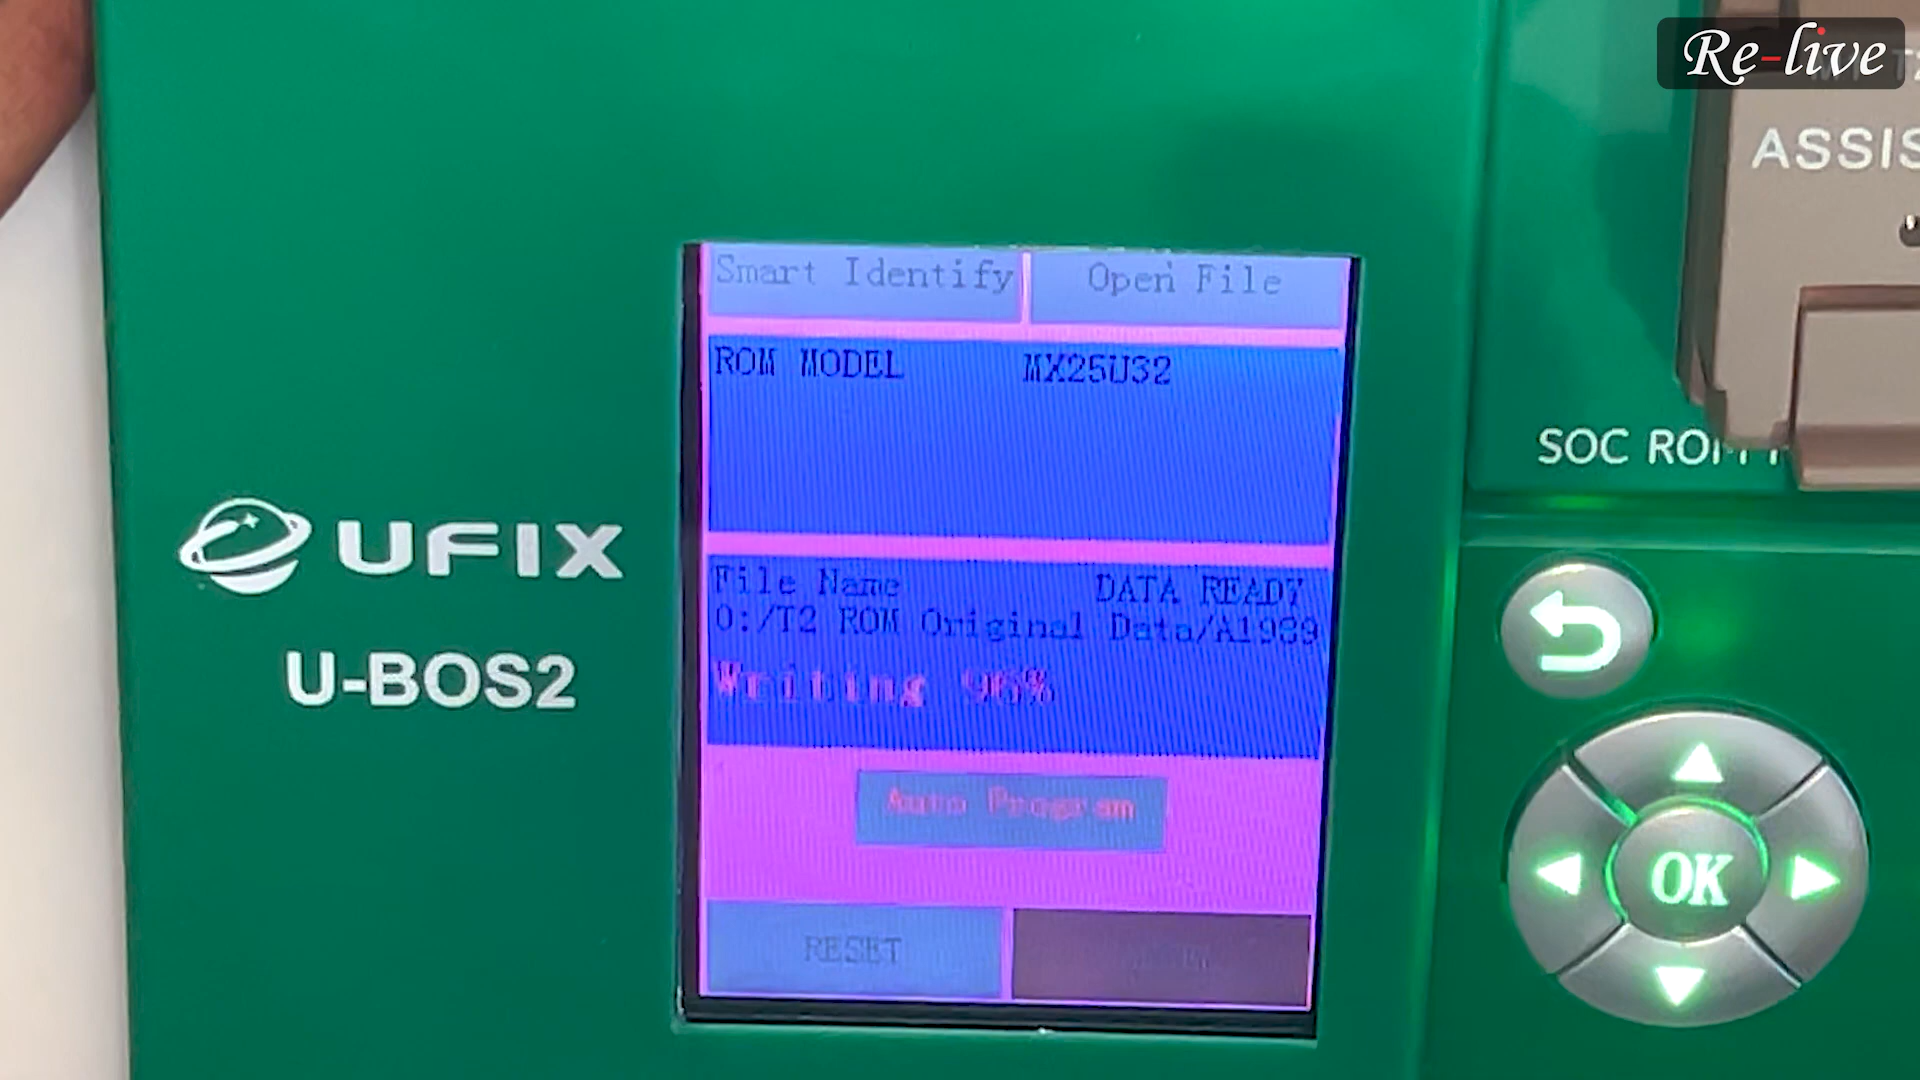 Re-live
ASSIS
Smart Identify
Open File
ROM MODEL MX25U32
SOC ROM
UFIX
U-BOS2
File Name DATA READY
0:/T2 ROM Original Data/A1989
Writing 96%
Auto Program
RESET
OK